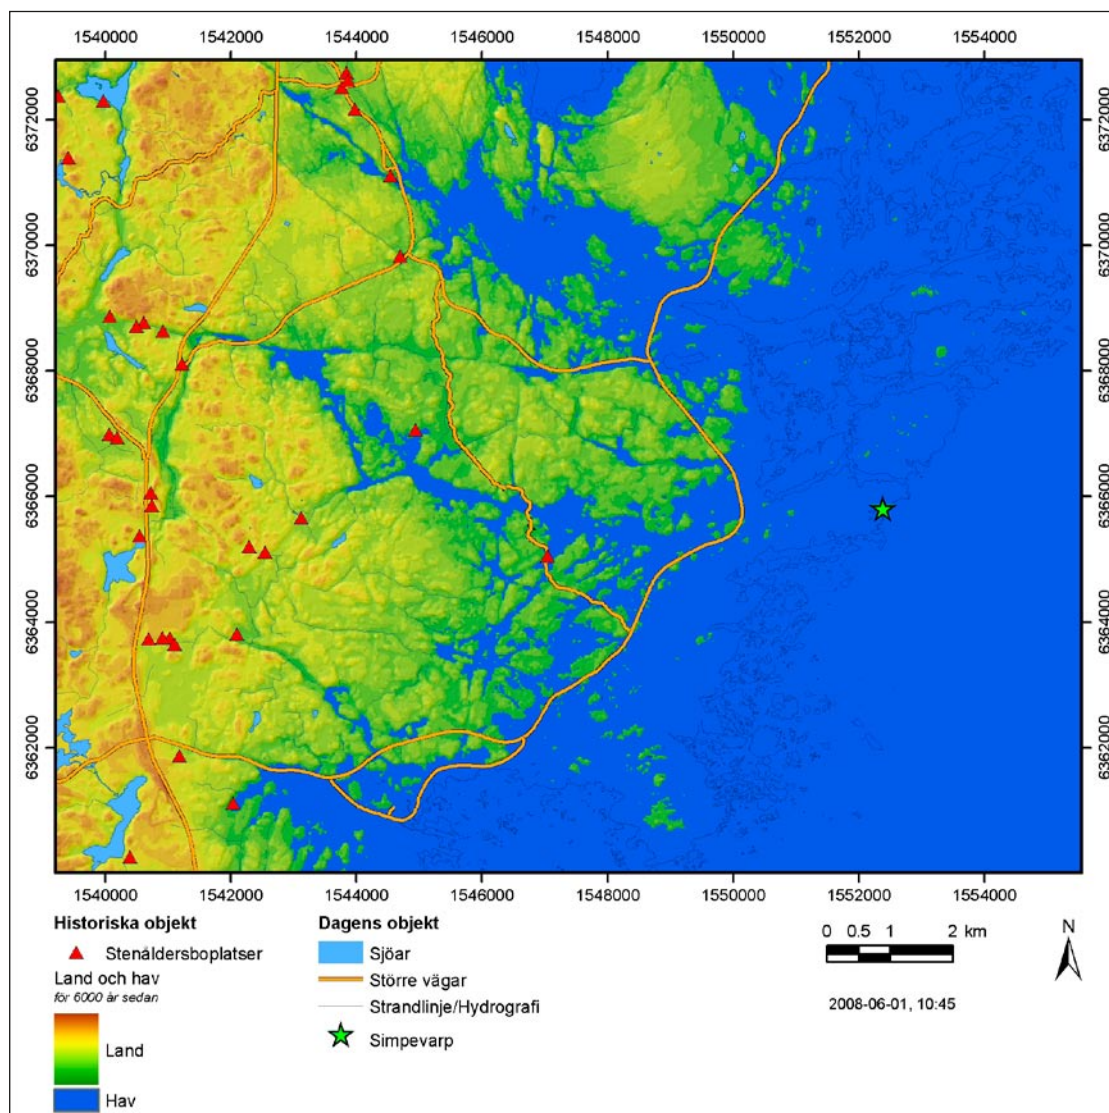 1540000 1542000 1544000 1546000 1548000 1550000 1552000 1554000
6372000 6372000
6370000 6370000
6368000 6368000
6366000 6366000
6364000 6364000
6362000 6362000
1540000 1542000 1544000 1546000 1548000 1550000 1552000 1554000
Historiska objekt
Stenåldersboplatser
Land och hav
för 6000 år sedan
Land
Hav
Dagens objekt
Sjöar
Större vägar
Strandlinje/Hydrografi
Simpevarp
0 0.5 1 2 km
N
2008-06-01, 10:45